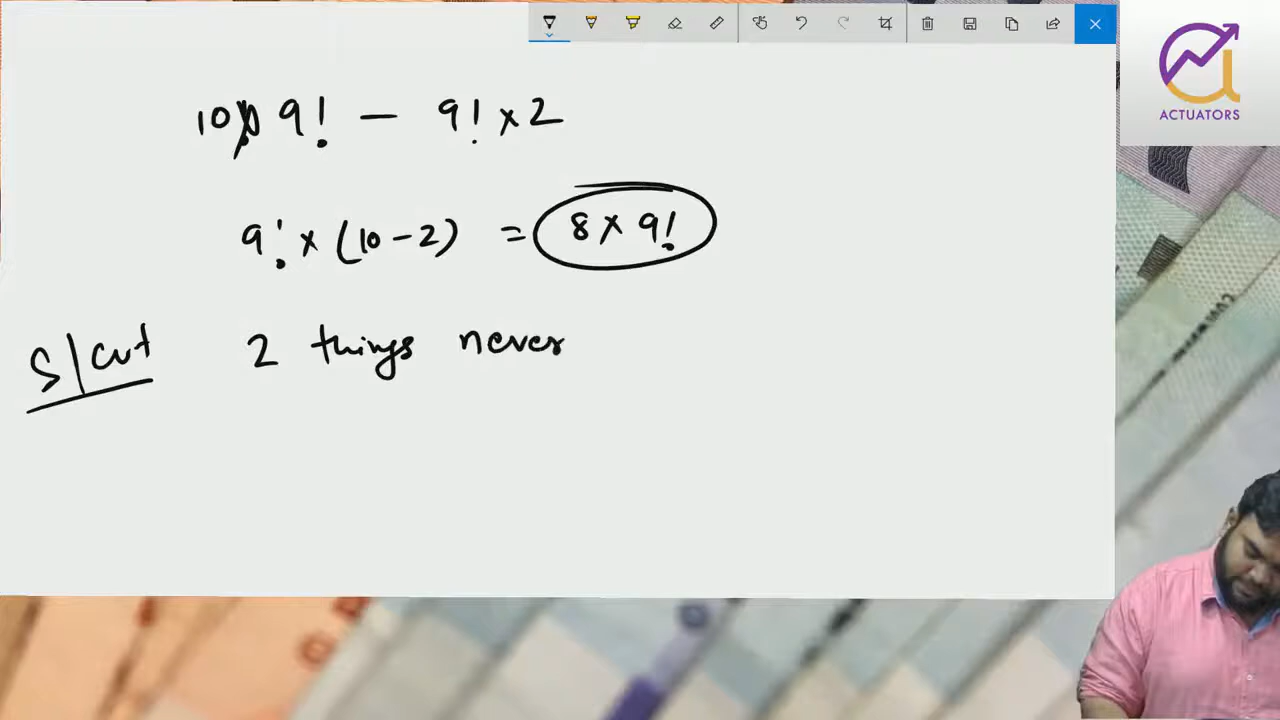 10 9! − 9! × 2
9! × (10 − 2) = 8 × 9!
S/cut 2 things never
ACTUATORS